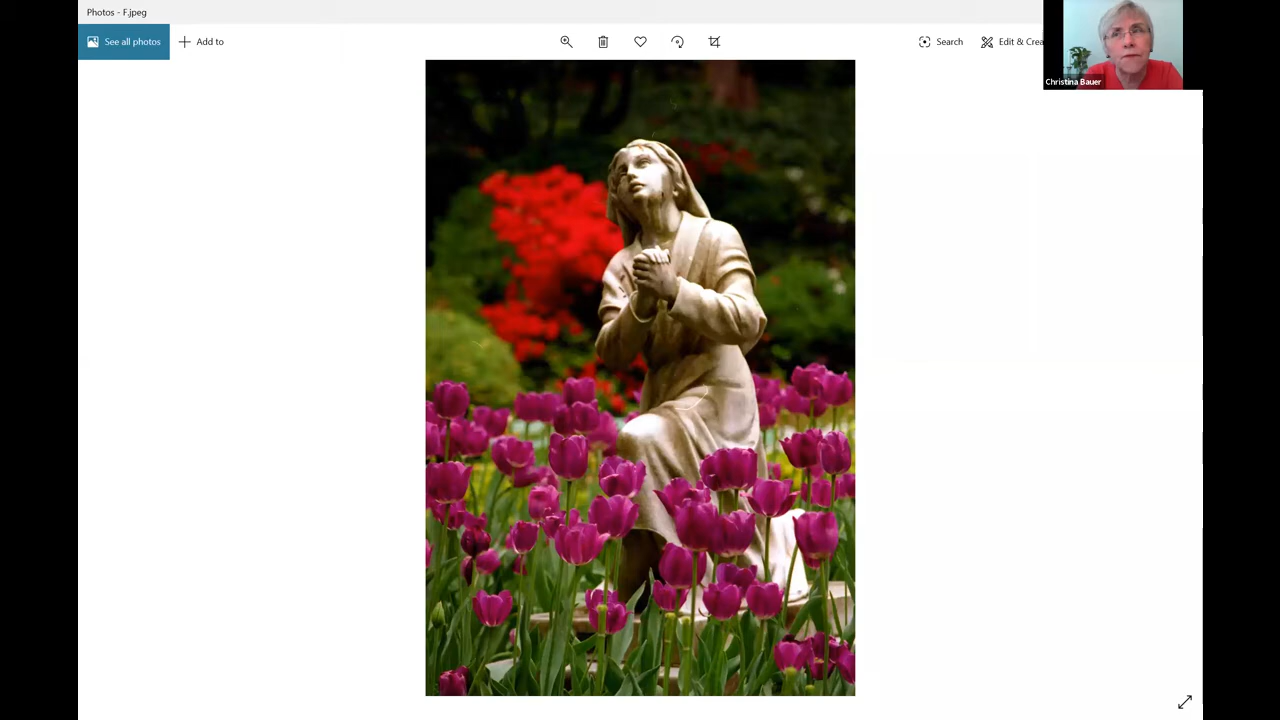 Photos - F.jpeg
See all photos
Add to
Search
Edit & Crea
Christina Bauer